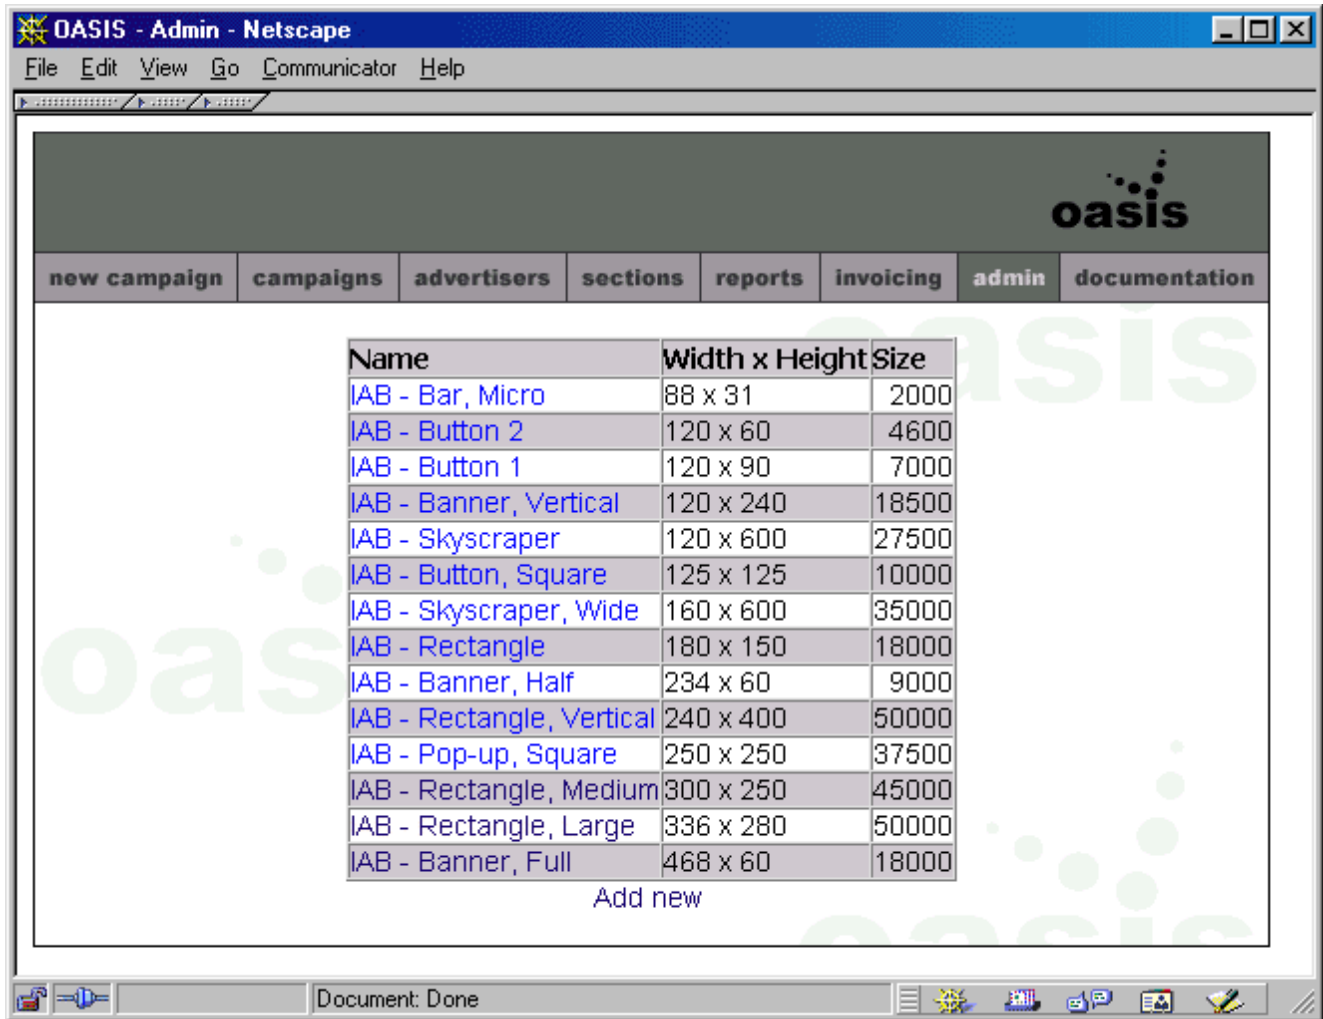 OASIS - Admin - Netscape
File Edit View Go Communicator Help
oasis
new campaign campaigns advertisers sections reports invoicing admin documentation
Name Width x Height Size
IAB - Bar, Micro 88 x 31 2000
IAB - Button 2 120 x 60 4600
IAB - Button 1 120 x 90 7000
IAB - Banner, Vertical 120 x 240 18500
IAB - Skyscraper 120 x 600 27500
IAB - Button, Square 125 x 125 10000
IAB - Skyscraper, Wide 160 x 600 35000
IAB - Rectangle 180 x 150 18000
IAB - Banner, Half 234 x 60 9000
IAB - Rectangle, Vertical 240 x 400 50000
IAB - Pop-up, Square 250 x 250 37500
IAB - Rectangle, Medium 300 x 250 45000
IAB - Rectangle, Large 336 x 280 50000
IAB - Banner, Full 468 x 60 18000
Add new
Document: Done